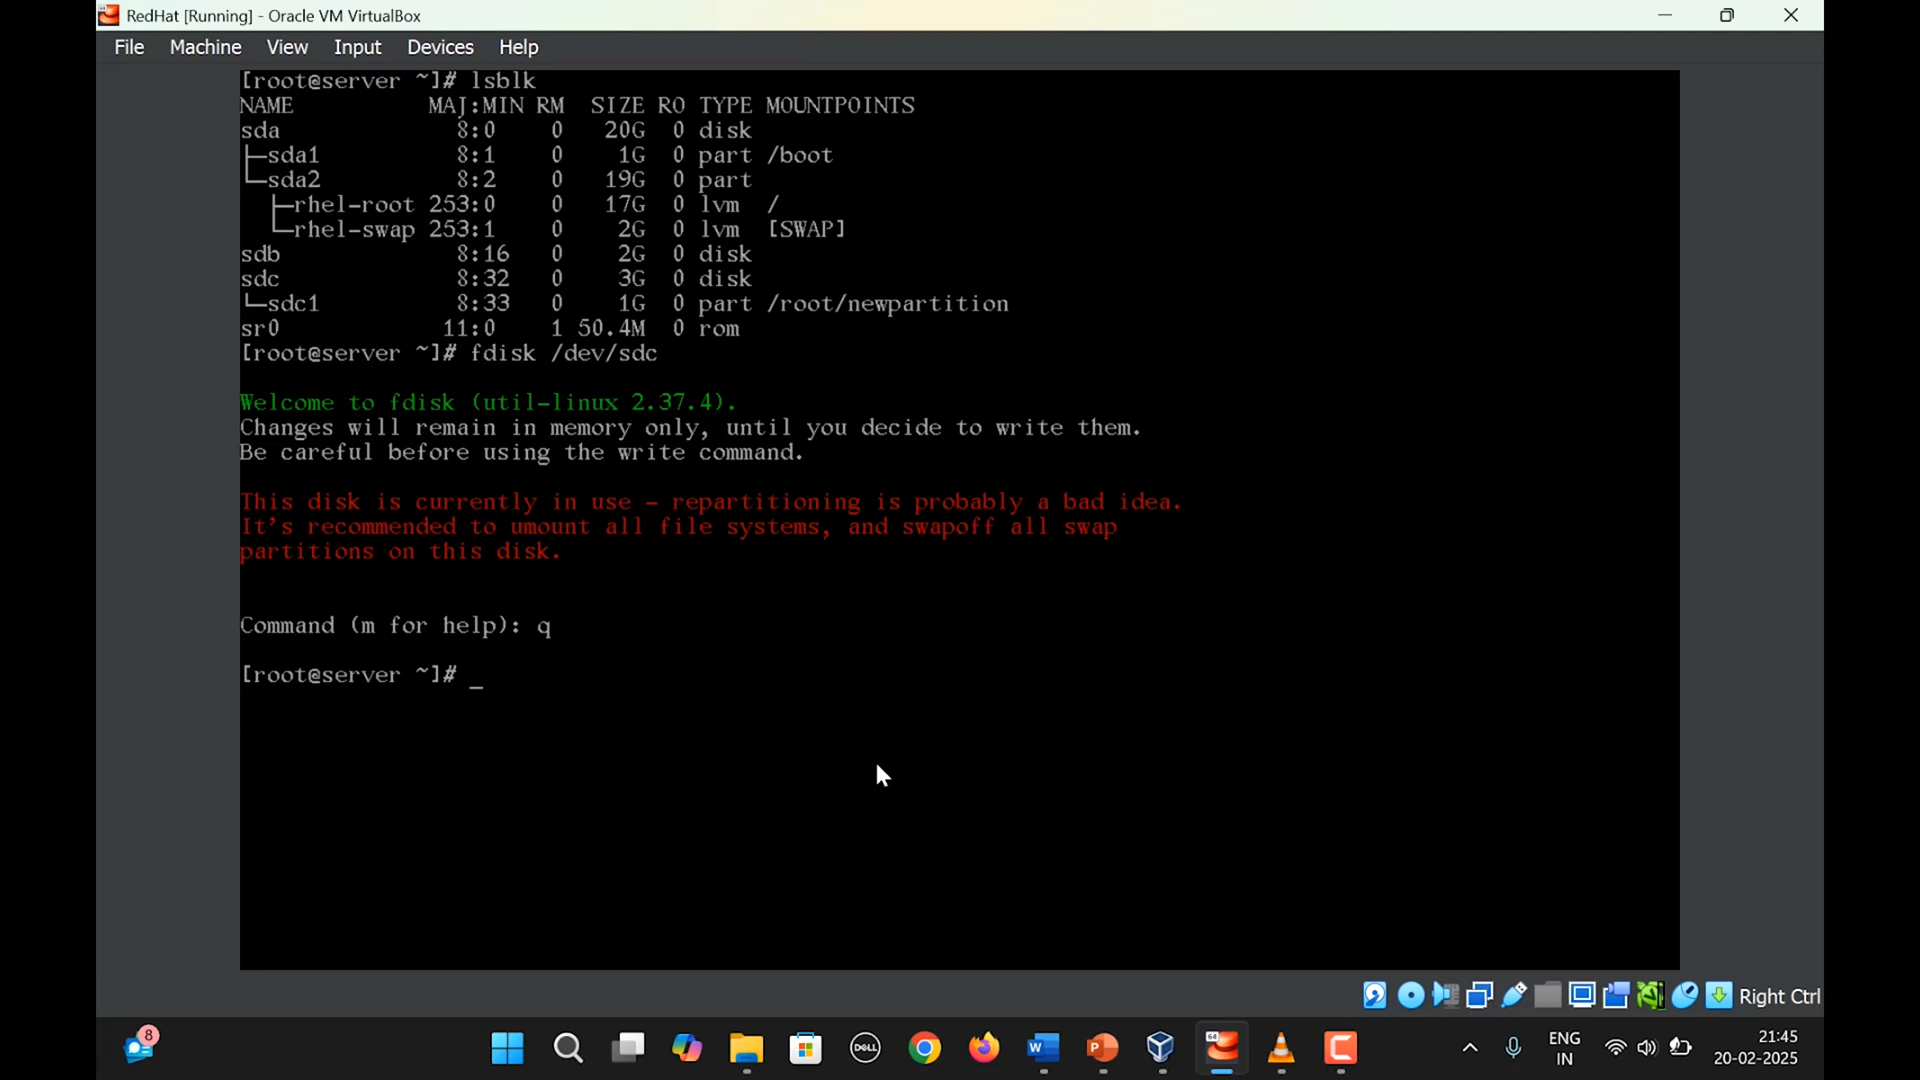 RedHat [Running] - Oracle VM VirtualBox
File Machine View Input Devices Help
[root@server ~]# lsblk
NAME MAJ:MIN RM SIZE RO TYPE MOUNTPOINTS
sda 8:0 0 20G 0 disk
├─sda1 8:1 0 1G 0 part /boot
└─sda2 8:2 0 19G 0 part
  ├─rhel-root 253:0 0 17G 0 lvm /
  └─rhel-swap 253:1 0 2G 0 lvm [SWAP]
sdb 8:16 0 2G 0 disk
sdc 8:32 0 3G 0 disk
└─sdc1 8:33 0 1G 0 part /root/newpartition
sr0 11:0 1 50.4M 0 rom
[root@server ~]# fdisk /dev/sdc
Welcome to fdisk (util-linux 2.37.4).
Changes will remain in memory only, until you decide to write them.
Be careful before using the write command.
This disk is currently in use - repartitioning is probably a bad idea.
It's recommended to umount all file systems, and swapoff all swap
partitions on this disk.
Command (m for help): q
[root@server ~]# _
Right Ctrl
8
DELL
W
P
64
ENG
IN
21:45
20-02-2025